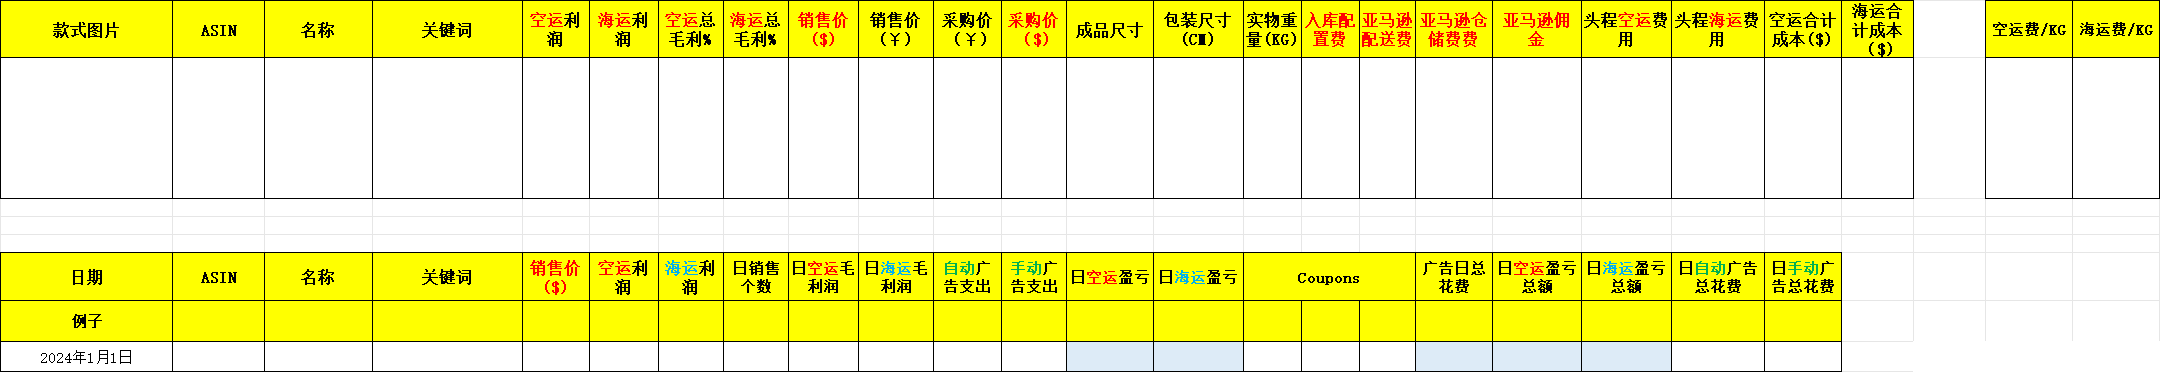 款式图片
ASIN
名称
关键词
空运利
润
海运利
润
空运总
毛利%
海运总
毛利%
销售价
($)
销售价
(¥)
采购价
(¥)
采购价
($)
成品尺寸
包装尺寸
(CM)
实物重
量(KG)
入库配
置费
亚马逊
配送费
亚马逊仓
储费费
亚马逊佣
金
头程空运费
用
头程海运费
用
空运合计
成本($)
海运合
计成本
($)
空运费/KG
海运费/KG
日期
ASIN
名称
关键词
销售价
($)
空运利
润
海运利
润
日销售
个数
日空运毛
利润
日海运毛
利润
自动广
告支出
手动广
告支出
日空运盈亏
日海运盈亏
Coupons
广告日总
花费
日空运盈亏
总额
日海运盈亏
总额
日自动广告
总花费
日手动广
告总花费
例子
2024年1月1日